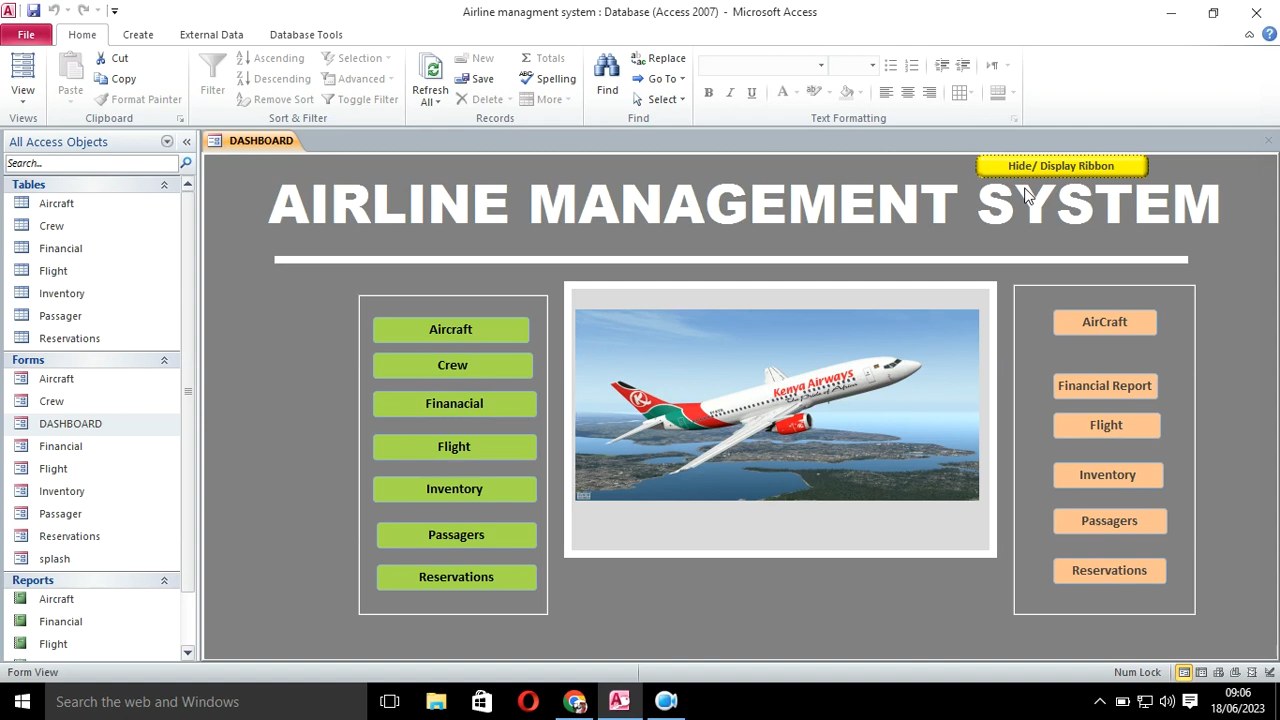 Airline managment system : Database (Access 2007) - Microsoft Access
File
Home
Create
External Data
Database Tools
View
Views
Paste
Cut
Copy
Format Painter
Clipboard
Filter
Ascending
Descending
Remove Sort
Selection
Advanced
Toggle Filter
Sort & Filter
Refresh
All
New
Save
Delete
Totals
Spelling
More
Records
Find
Replace
Go To
Select
Find
B I U
A
Text Formatting
All Access Objects
Search...
Tables
Aircraft
Crew
Financial
Flight
Inventory
Passager
Reservations
Forms
Aircraft
Crew
DASHBOARD
Financial
Flight
Inventory
Passager
Reservations
splash
Reports
Aircraft
Financial
Flight
DASHBOARD
Hide/ Display Ribbon
AIRLINE MANAGEMENT SYSTEM
Aircraft
Crew
Finanacial
Flight
Inventory
Passagers
Reservations
Kenya Airways
The Pride of Africa
AirCraft
Financial Report
Flight
Inventory
Passagers
Reservations
Form View
Num Lock
Search the web and Windows
09:06
18/06/2023